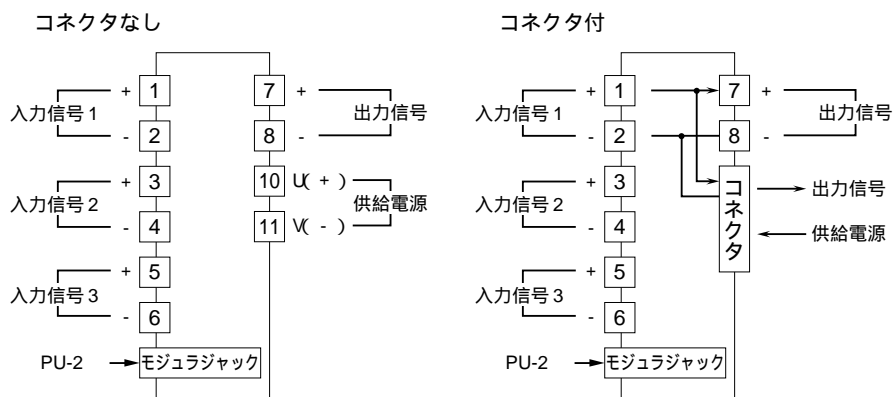 コネクタなし
入力信号1
+
1
-
2
入力信号2
+
3
-
4
入力信号3
+
5
-
6
PU-2
モジュラジャック
7
+
8
-
出力信号
10
U( + )
11
V( - )
供給電源
コネクタ付
入力信号1
+
1
-
2
入力信号2
+
3
-
4
入力信号3
+
5
-
6
PU-2
モジュラジャック
7
+
8
-
出力信号
コネクタ
出力信号
供給電源